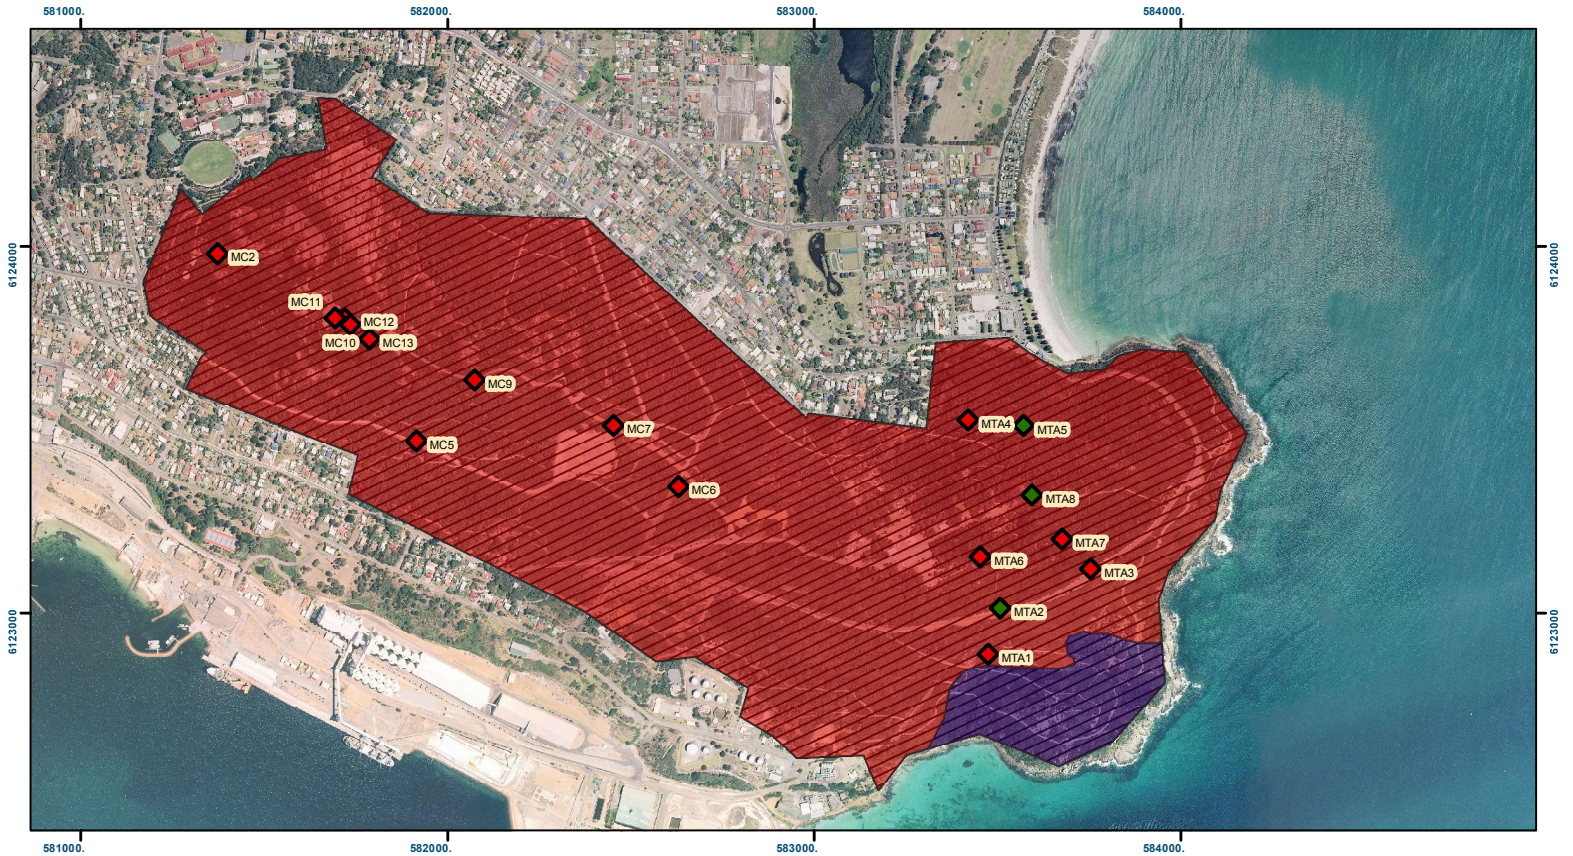 581000.
582000.
583000.
584000.
6124000
6124000
MC2
MC11
MC12
MC10
MC13
MC9
MC7
MC5
MC6
MTA4
MTA5
MTA8
MTA7
MTA6
MTA3
MTA2
MTA1
6123000
6123000
581000.
582000.
583000.
584000.